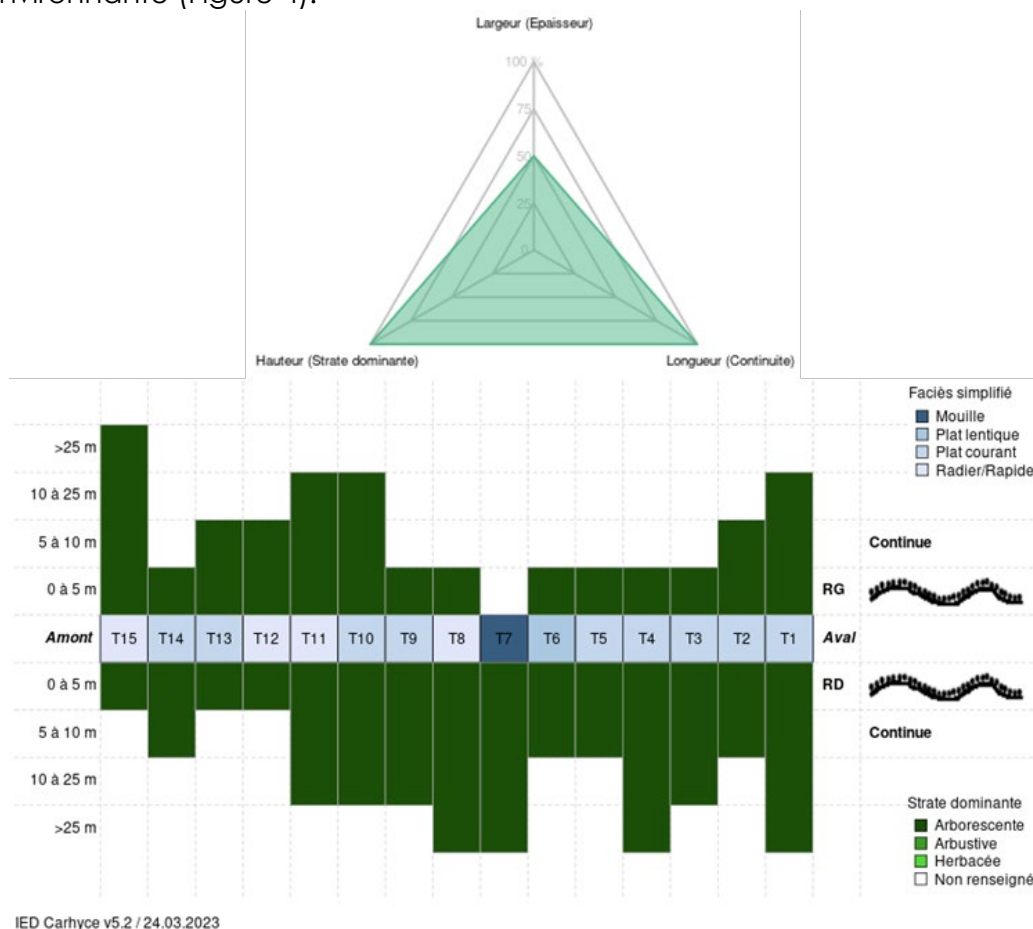 nvironnante (Figure 4).
Largeur (Epaisseur)
100 %
75
50
25
0
Hauteur (Strate dominante)
Longueur (Continuite)
Faciès simplifié
Mouille
Plat lentique
Plat courant
Radier/Rapide
>25 m
10 à 25 m
5 à 10 m
Continue
0 à 5 m
RG
Amont T15 T14 T13 T12 T11 T10 T9 T8 T7 T6 T5 T4 T3 T2 T1 Aval
0 à 5 m
RD
5 à 10 m
Continue
10 à 25 m
>25 m
Strate dominante
Arborescente
Arbustive
Herbacée
Non renseigné
IED Carhyce v5.2 / 24.03.2023